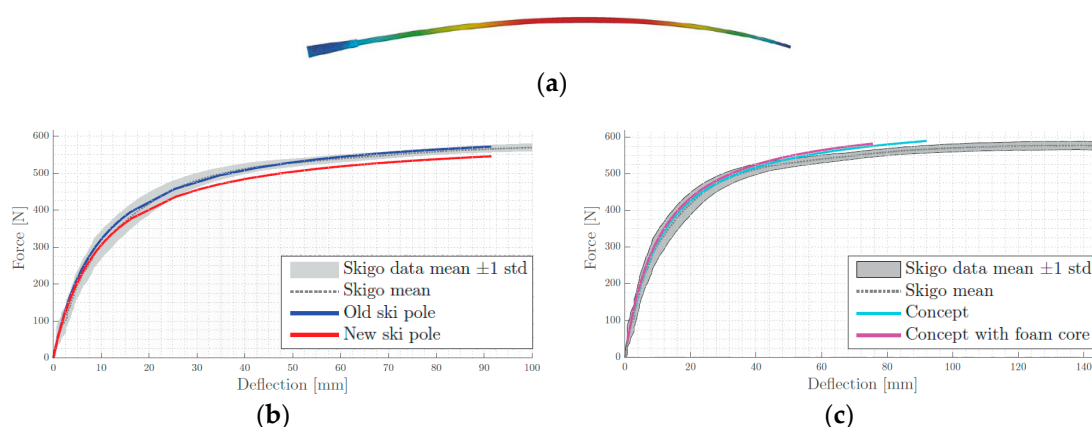 (a)
600
500
400
300
200
100
0
Force [N]
Skigo data mean ±1 std
Skigo mean
Old ski pole
New ski pole
0 10 20 30 40 50 60 70 80 90 100
Deflection [mm]
(b)
600
500
400
300
200
100
0
Force [N]
Skigo data mean ±1 std
Skigo mean
Concept
Concept with foam core
0 20 40 60 80 100 120 140
Deflection [mm]
(c)